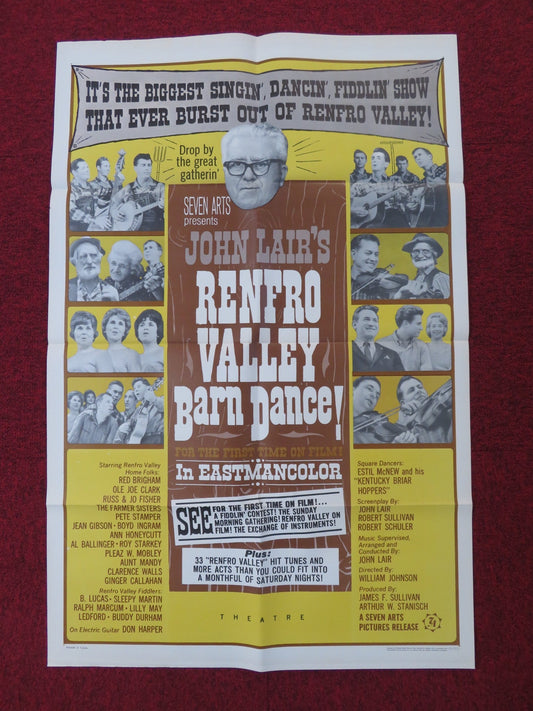 IT'S THE BIGGEST SINGIN', DANCIN', FIDDLIN' SHOW
THAT EVER BURST OUT OF RENFRO VALLEY!
Drop by
the great
gatherin'
SEVEN ARTS
presents
JOHN LAIR'S
RENFRO
VALLEY
Barn Dance!
FOR THE FIRST TIME ON FILM!
In EASTMANCOLOR
SEE FOR THE FIRST TIME ON FILM!...
A FIDDLIN' CONTEST! THE SUNDAY
MORNING GATHERING! RENFRO VALLEY ON
FILM! THE EXCHANGE OF INSTRUMENTS!
Plus:
33 "RENFRO VALLEY" HIT TUNES AND
MORE ACTS THAN YOU COULD FIT INTO
A MONTHFUL OF SATURDAY NIGHTS!
THEATRE
Starring Renfro Valley
Home Folks:
RED BRIGHAM
OLE JOE CLARK
RUSS & JO FISHER
THE FARMER SISTERS
PETE STAMPER
JEAN GIBSON • BOYD INGRAM
ANN HONEYCUTT
AL BALLINGER • ROY STARKEY
PLEAZ W. MOBLEY
AUNT MANDY
CLARENCE WALLS
GINGER CALLAHAN
Renfro Valley Fiddlers:
B. LUCAS • SLEEPY MARTIN
RALPH MARCUM • LILLY MAY
LEDFORD • BUDDY DURHAM
On Electric Guitar DON HARPER
Square Dancers:
ESTIL McNEW and his
"KENTUCKY BRIAR
HOPPERS"
Screenplay By:
JOHN LAIR
ROBERT SULLIVAN
ROBERT SCHULER
Music Supervised,
Arranged and
Conducted By:
JOHN LAIR
Directed By:
WILLIAM JOHNSON
Produced By:
JAMES F. SULLIVAN
ARTHUR W. STANISCH
A SEVEN ARTS
PICTURES RELEASE